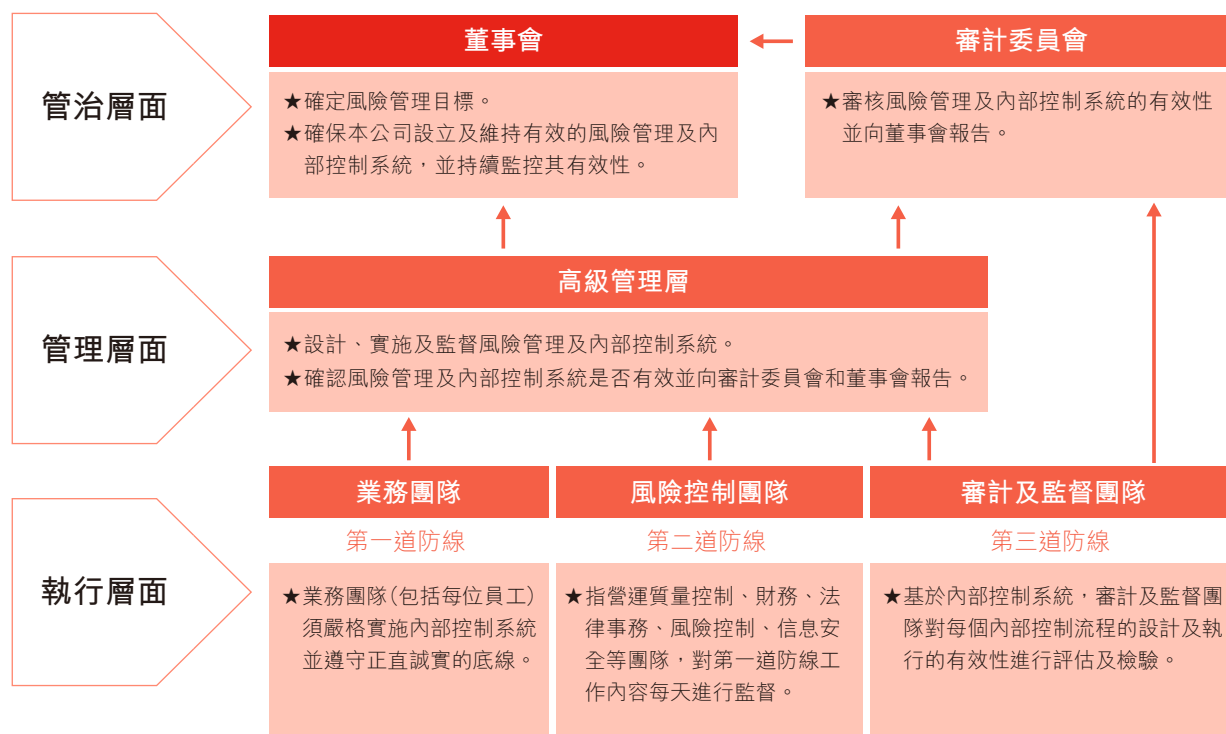 管治層面
董事會
★確定風險管理目標。
★確保本公司設立及維持有效的風險管理及內
部控制系統，並持續監控其有效性。
審計委員會
★審核風險管理及內部控制系統的有效性
並向董事會報告。
管理層面
高級管理層
★設計、實施及監督風險管理及內部控制系統。
★確認風險管理及內部控制系統是否有效並向審計委員會和董事會報告。
執行層面
業務團隊
第一道防線
★業務團隊(包括每位員工)
須嚴格實施內部控制系統
並遵守正直誠實的底線。
風險控制團隊
第二道防線
★指營運質量控制、財務、法
律事務、風險控制、信息安
全等團隊，對第一道防線工
作內容每天進行監督。
審計及監督團隊
第三道防線
★基於內部控制系統，審計及監督團
隊對每個內部控制流程的設計及執
行的有效性進行評估及檢驗。